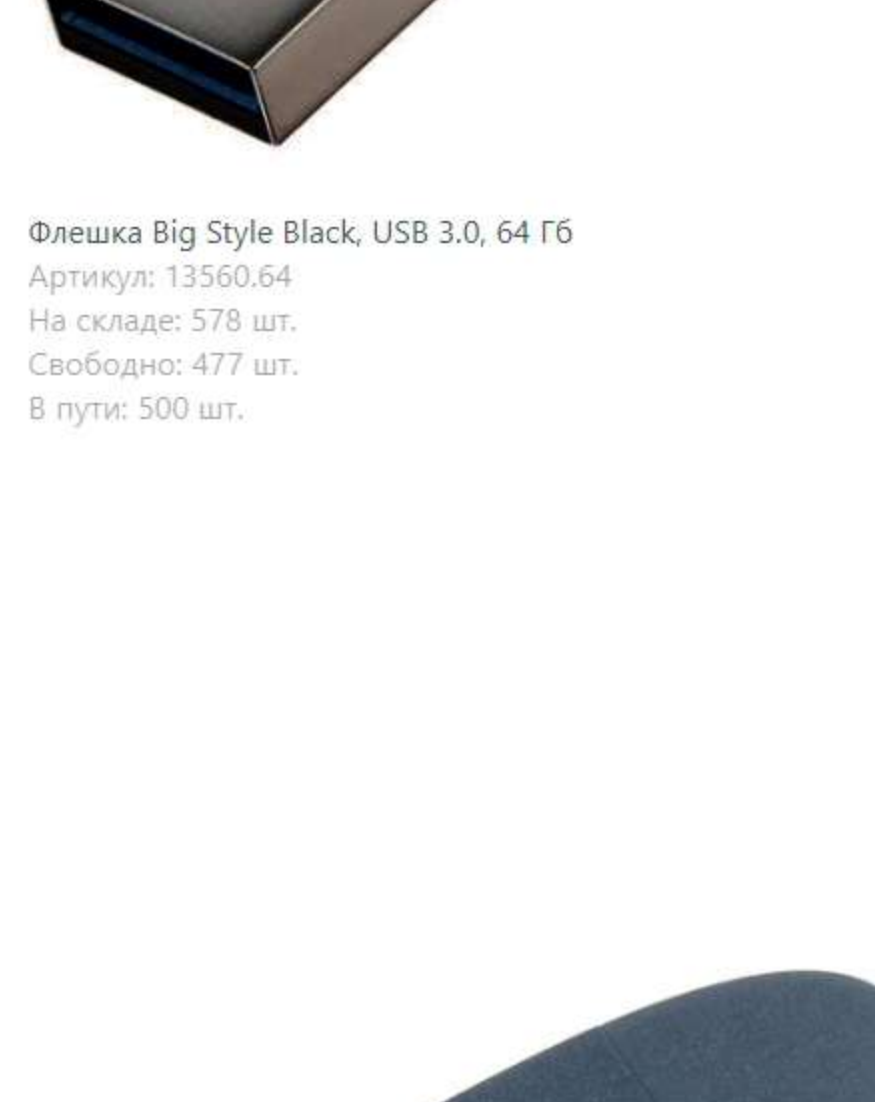 Флешка Big Style Black, USB 3.0, 64 Гб
Артикул: 13560.64
На складе: 578 шт.
Свободно: 477 шт.
В пути: 500 шт.